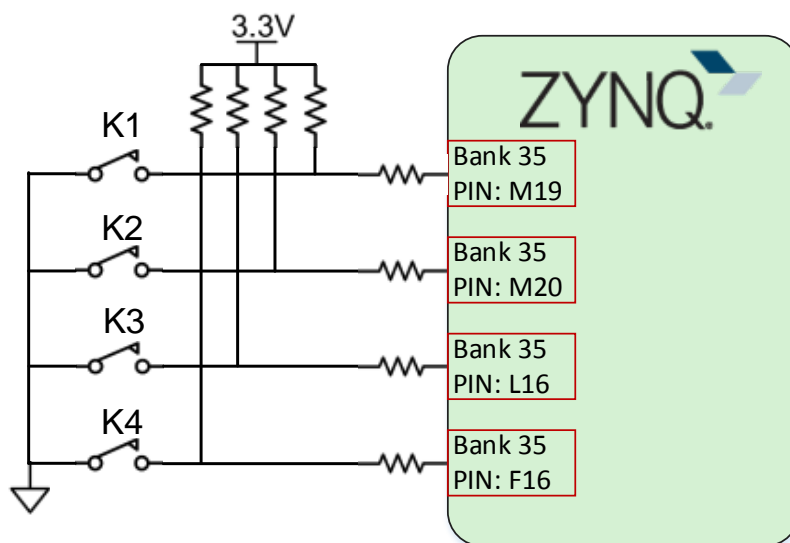 3.3V
ZYNQ.
K1
Bank 35
PIN: M19
K2
Bank 35
PIN: M20
K3
Bank 35
PIN: L16
K4
Bank 35
PIN: F16